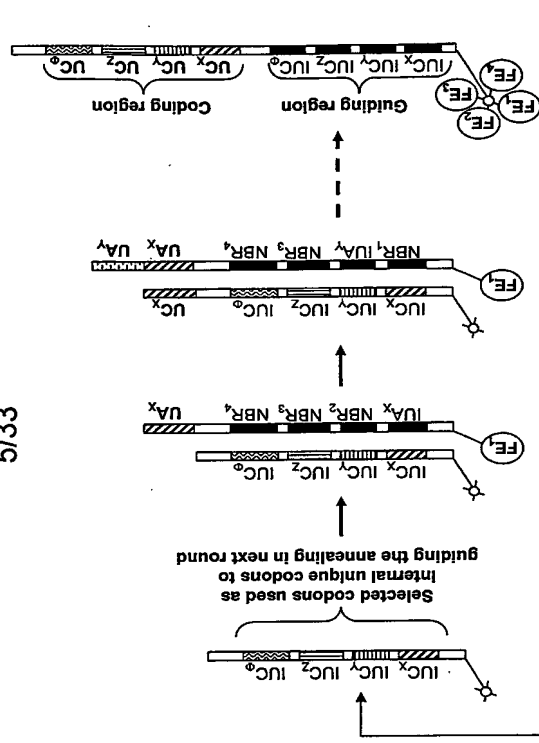 IUCX IUCY IUCZ IUCΦ
Selected codons used as
Internal unique codons to
guiding the annealing in next round
IUCX IUCY IUCZ IUCΦ
FE1
IUAX NBR2 NBR3 NBR4 UAX
IUCX IUCY IUCZ IUCΦ UCX
FE1
NBR1 IUAY NBR3 NBR4 UAX UAY
Guiding region Coding region
FE2
FE1
FE3
FE4
IUCX IUCY IUCZ IUCΦ UCX UCY UCZ UCΦ
5/33